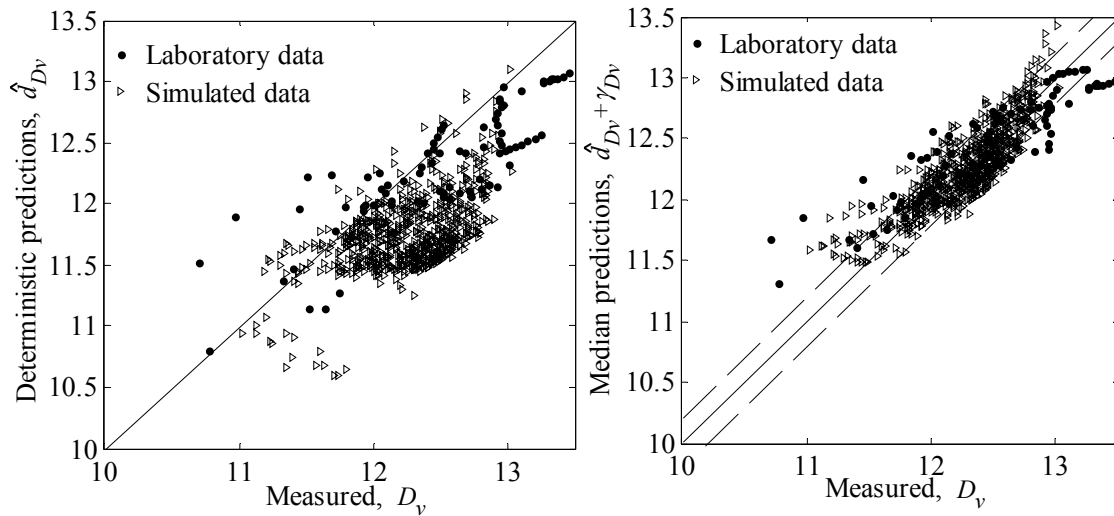 13.5
13
12.5
12
11.5
11
10.5
10
Deterministic predictions, d̂_Dv
Laboratory data
Simulated data
10 11 12 13
Measured, D_v
13.5
13
12.5
12
11.5
11
10.5
10
Median predictions, d̂_Dv + γ_Dv
Laboratory data
Simulated data
10 11 12 13
Measured, D_v